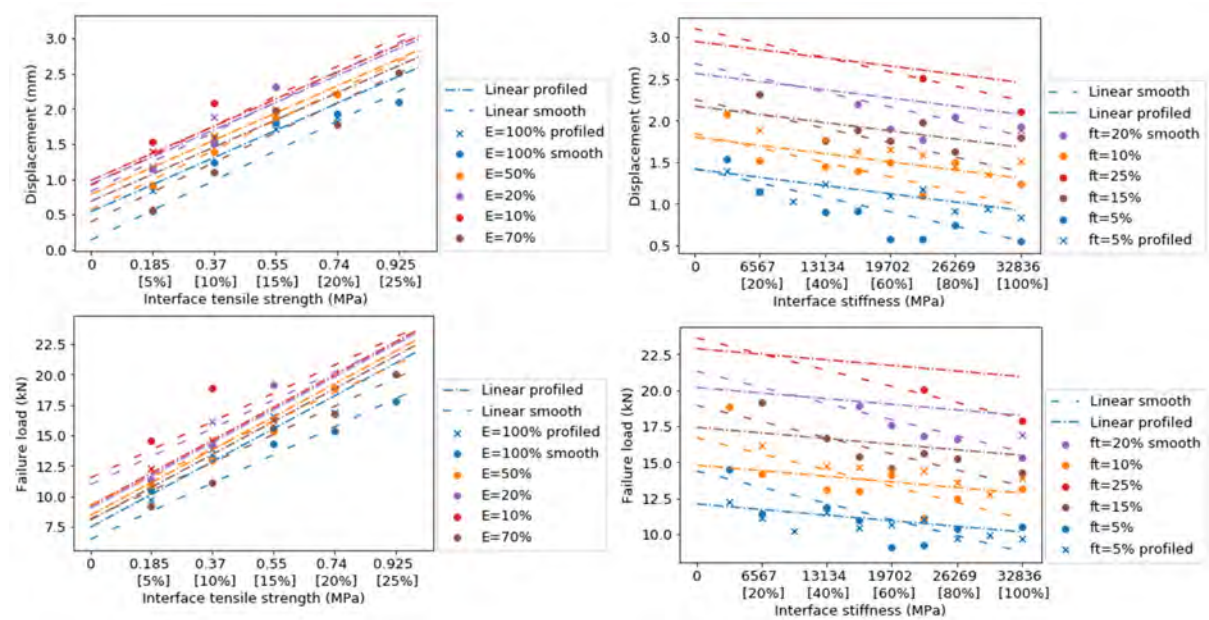 Displacement (mm)
3.0
2.5
2.0
1.5
1.0
0.5
0.0
0 0.185 0.37 0.55 0.74 0.925
[5%] [10%] [15%] [20%] [25%]
Interface tensile strength (MPa)
Linear profiled
Linear smooth
E=100% profiled
E=100% smooth
E=50%
E=20%
E=10%
E=70%
Displacement (mm)
3.0
2.5
2.0
1.5
1.0
0.5
0 6567 13134 19702 26269 32836
[20%] [40%] [60%] [80%] [100%]
Interface stiffness (MPa)
Linear smooth
Linear profiled
ft=20% smooth
ft=10%
ft=25%
ft=15%
ft=5%
ft=5% profiled
Failure load (kN)
22.5
20.0
17.5
15.0
12.5
10.0
7.5
0 0.185 0.37 0.55 0.74 0.925
[5%] [10%] [15%] [20%] [25%]
Interface tensile strength (MPa)
Linear profiled
Linear smooth
E=100% profiled
E=100% smooth
E=50%
E=20%
E=10%
E=70%
Failure load (kN)
22.5
20.0
17.5
15.0
12.5
10.0
0 6567 13134 19702 26269 32836
[20%] [40%] [60%] [80%] [100%]
Interface stiffness (MPa)
Linear smooth
Linear profiled
ft=20% smooth
ft=10%
ft=25%
ft=15%
ft=5%
ft=5% profiled